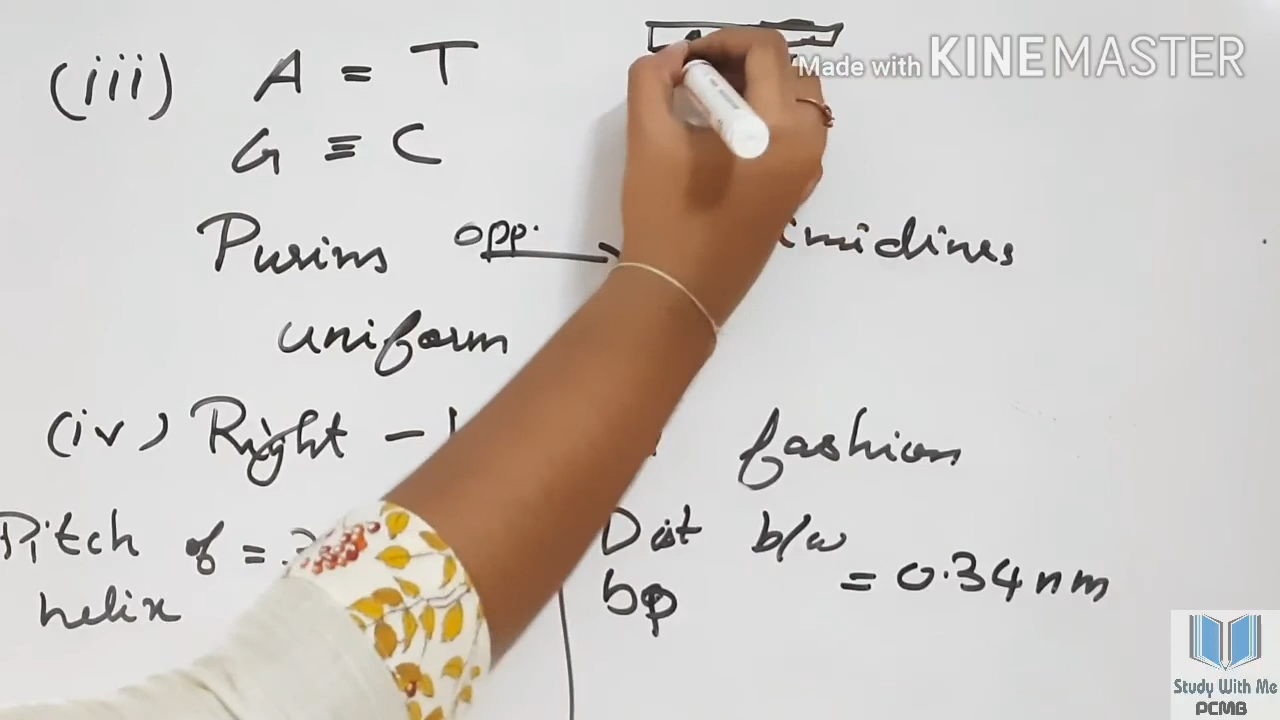 (iii) A = T
G ≡ C
Purins opp. imidines
uniform
(iv) Right - fashion
Pitch of =
helix
Dist b/w
bp = 0.34 nm
Made with KINEMASTER
Study With Me
PCMB